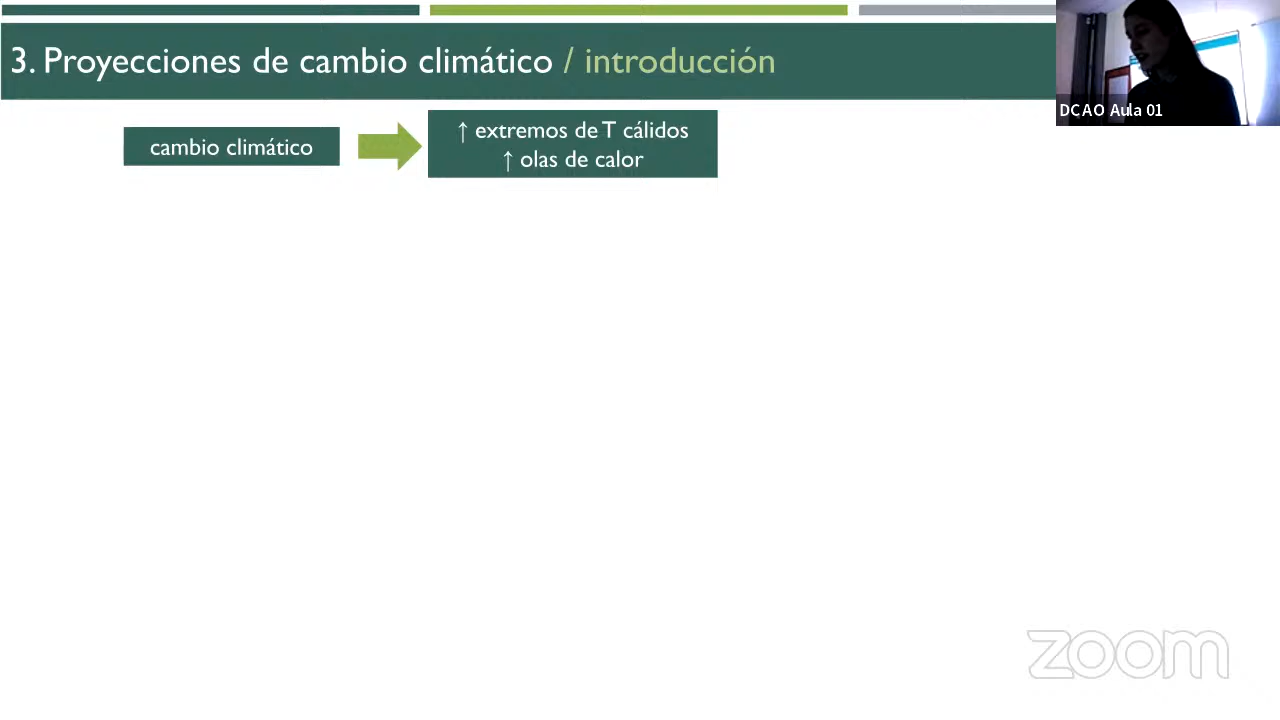 3. Proyecciones de cambio climático / introducción
DCAO Aula 01
cambio climático
↑ extremos de T cálidos
↑ olas de calor
zoom